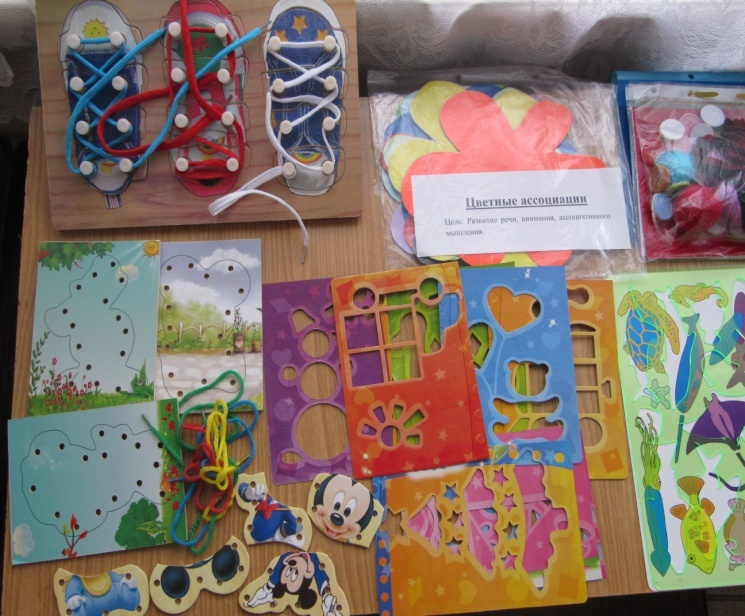 Цветные ассоциации
Цель: Развитие речи, внимания, ассоциативного
мышления.